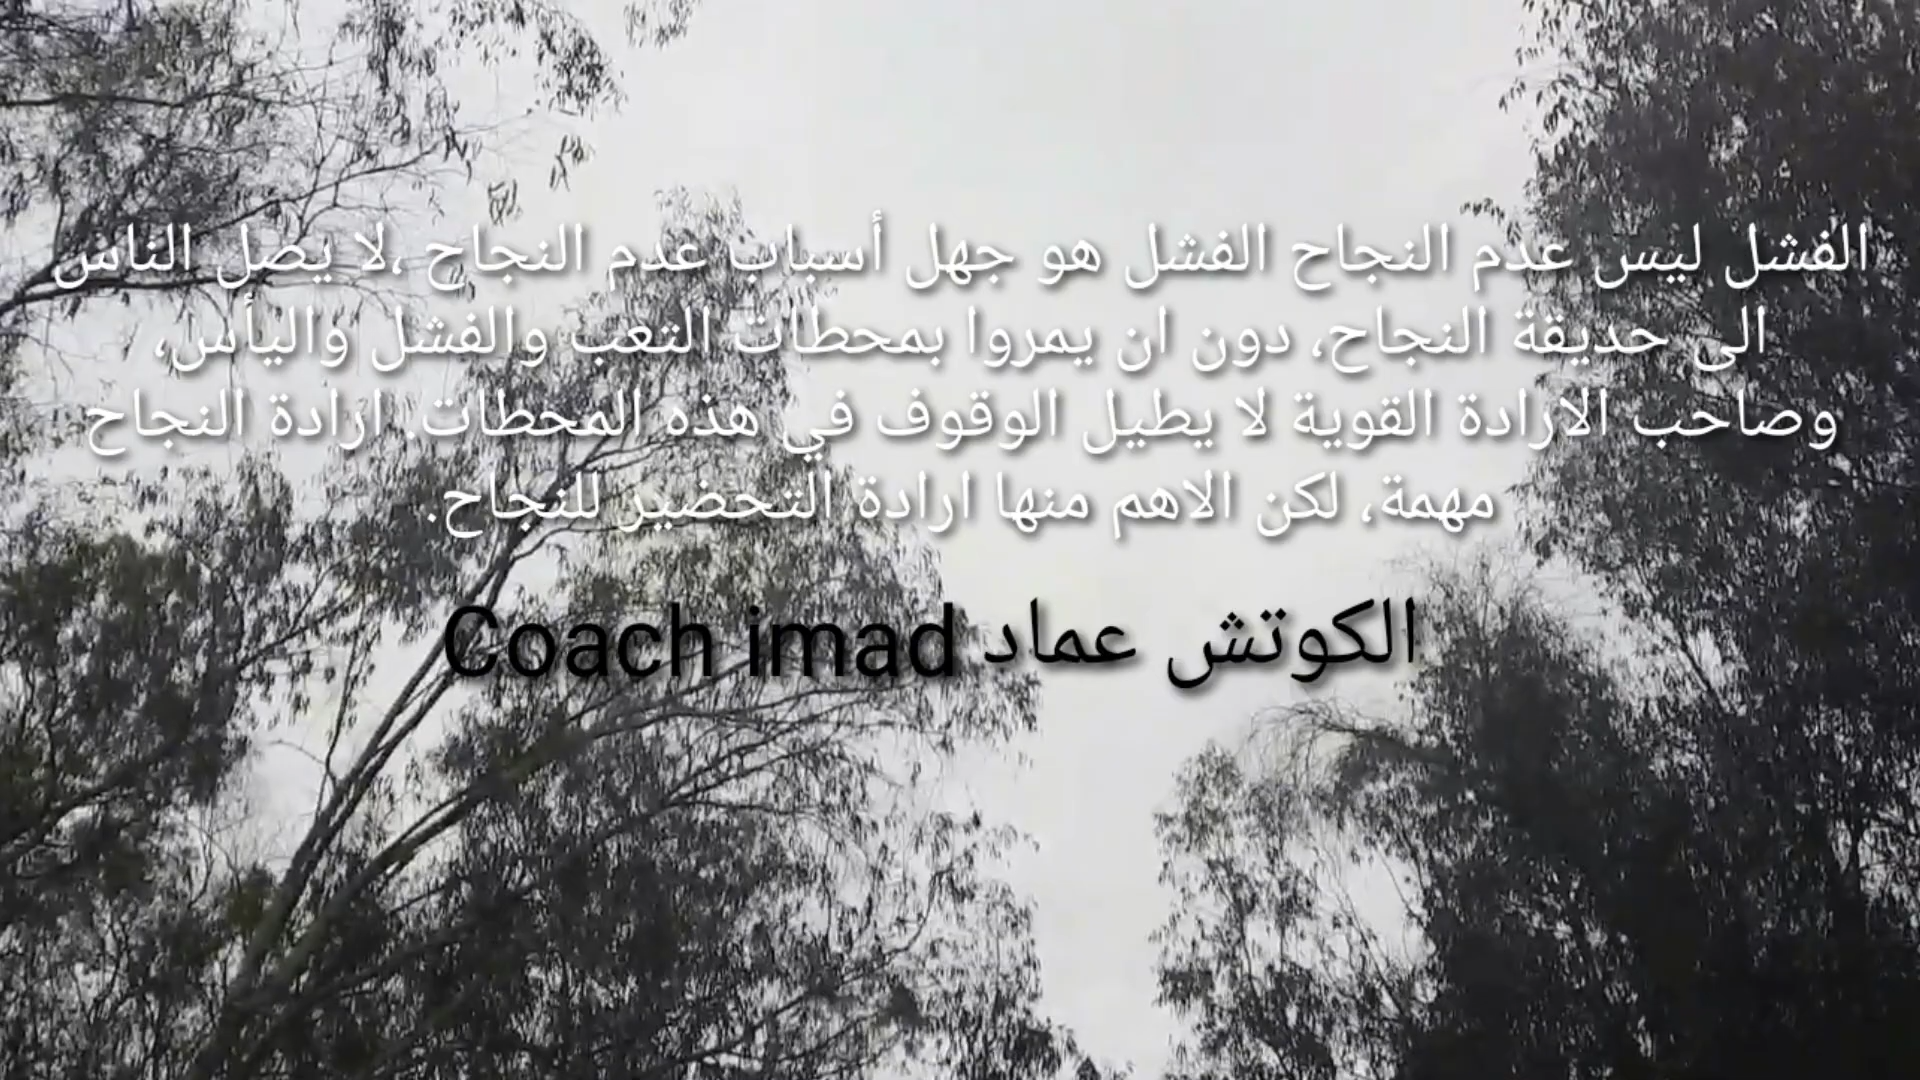 الفشل ليس عدم النجاح الفشل هو جهل أسباب عدم النجاح ،لا يصل الناس
الى حديقة النجاح، دون ان يمروا بمحطات التعب والفشل واليأس،
وصاحب الارادة القوية لا يطيل الوقوف في هذه المحطات. ارادة النجاح
مهمة، لكن الاهم منها ارادة التحضير للنجاح.
الكوتش عماد Coach imad